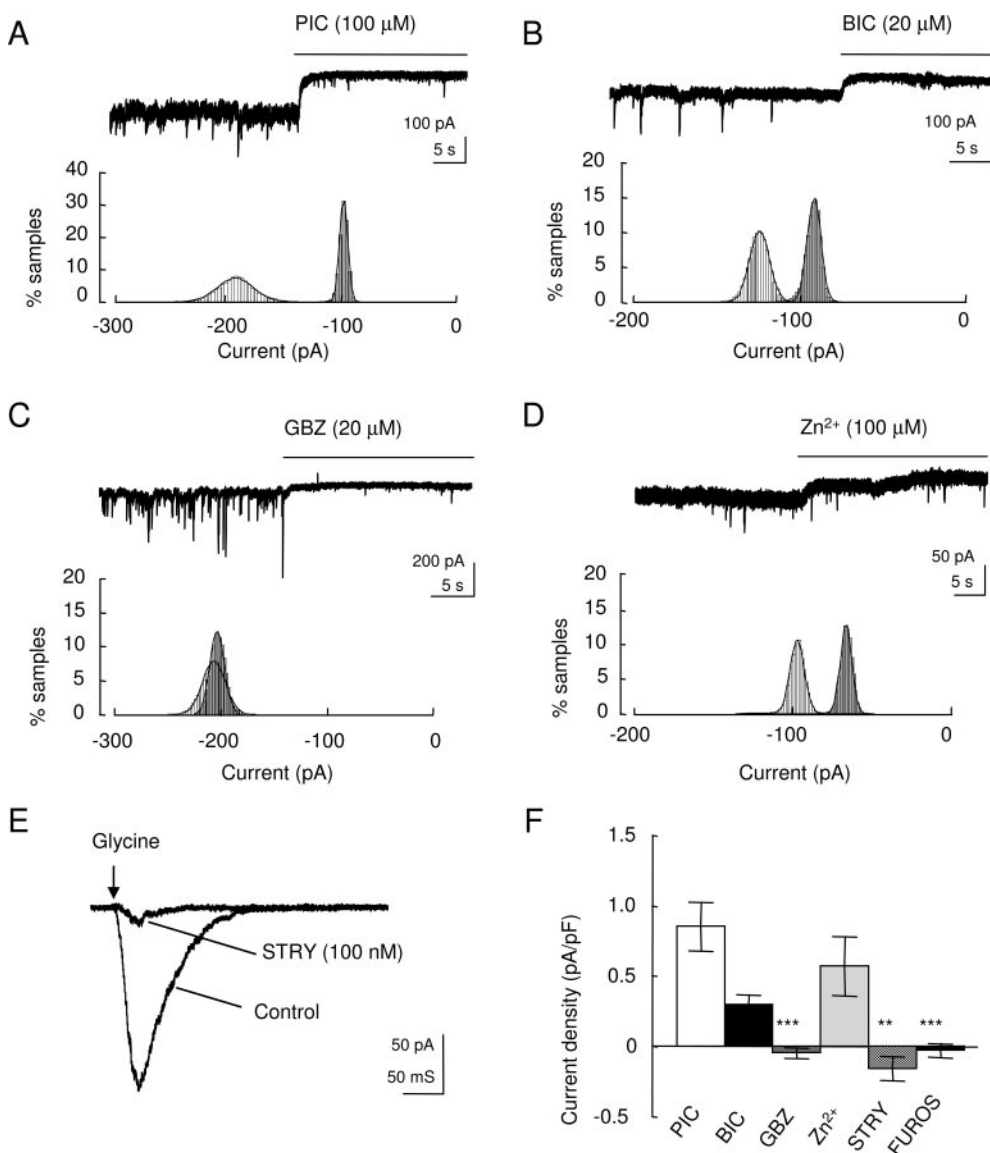 A
PIC (100 µM)
100 pA
5 s
40
30
20
10
0
% samples
-300
-200
-100
0
Current (pA)
B
BIC (20 µM)
100 pA
5 s
20
15
10
5
0
% samples
-200
-100
0
Current (pA)
C
GBZ (20 µM)
200 pA
5 s
20
15
10
5
0
% samples
-300
-200
-100
0
Current (pA)
D
Zn²⁺ (100 µM)
50 pA
5 s
20
15
10
5
0
% samples
-200
-100
0
Current (pA)
E
Glycine
STRY (100 nM)
Control
50 pA
50 mS
F
1.5
1.0
0.5
0
-0.5
Current density (pA/pF)
***
**
***
PIC
BIC
GBZ
Zn²⁺
STRY
FUROS